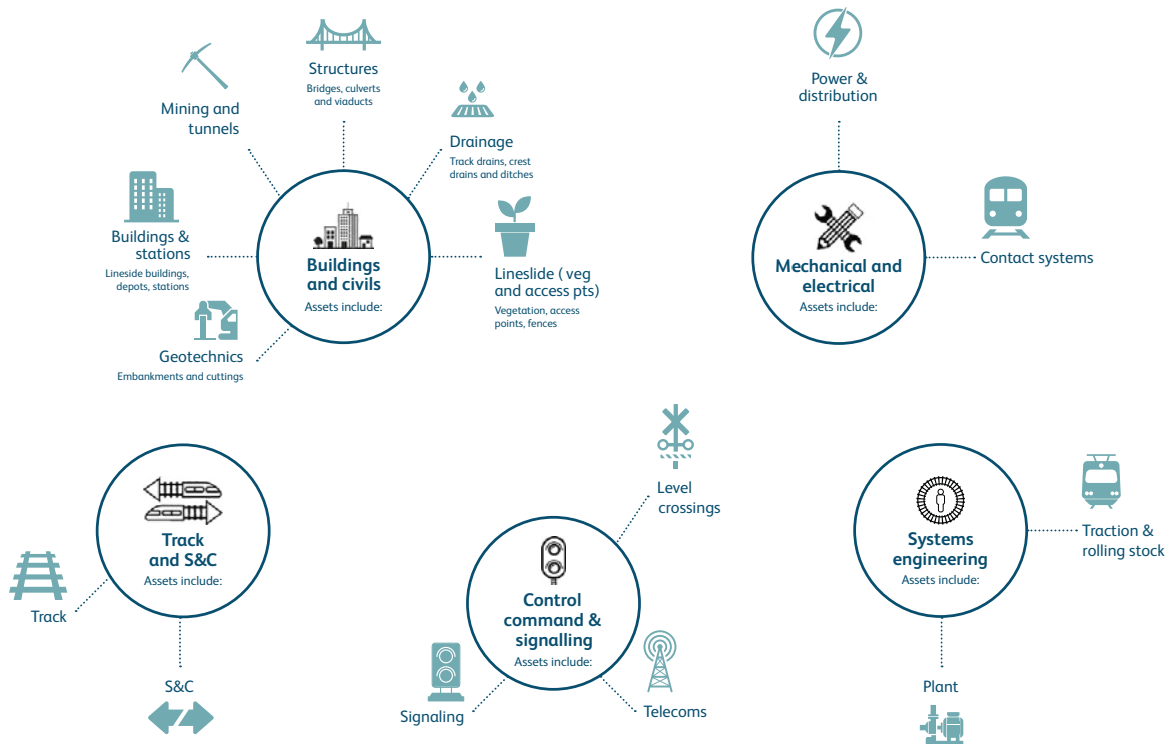 Structures
Bridges, culverts
and viaducts
Mining and
tunnels
Drainage
Track drains, crest
drains and ditches
Buildings &
stations
Lineside buildings,
depots, stations
Buildings
and civils
Assets include:
Lineslide ( veg
and access pts)
Vegetation, access
points, fences
Geotechnics
Embankments and cuttings
Power &
distribution
Mechanical and
electrical
Assets include:
Contact systems
Track
and S&C
Assets include:
Track
S&C
Level
crossings
Control
command &
signalling
Assets include:
Signaling
Telecoms
Systems
engineering
Assets include:
Traction &
rolling stock
Plant